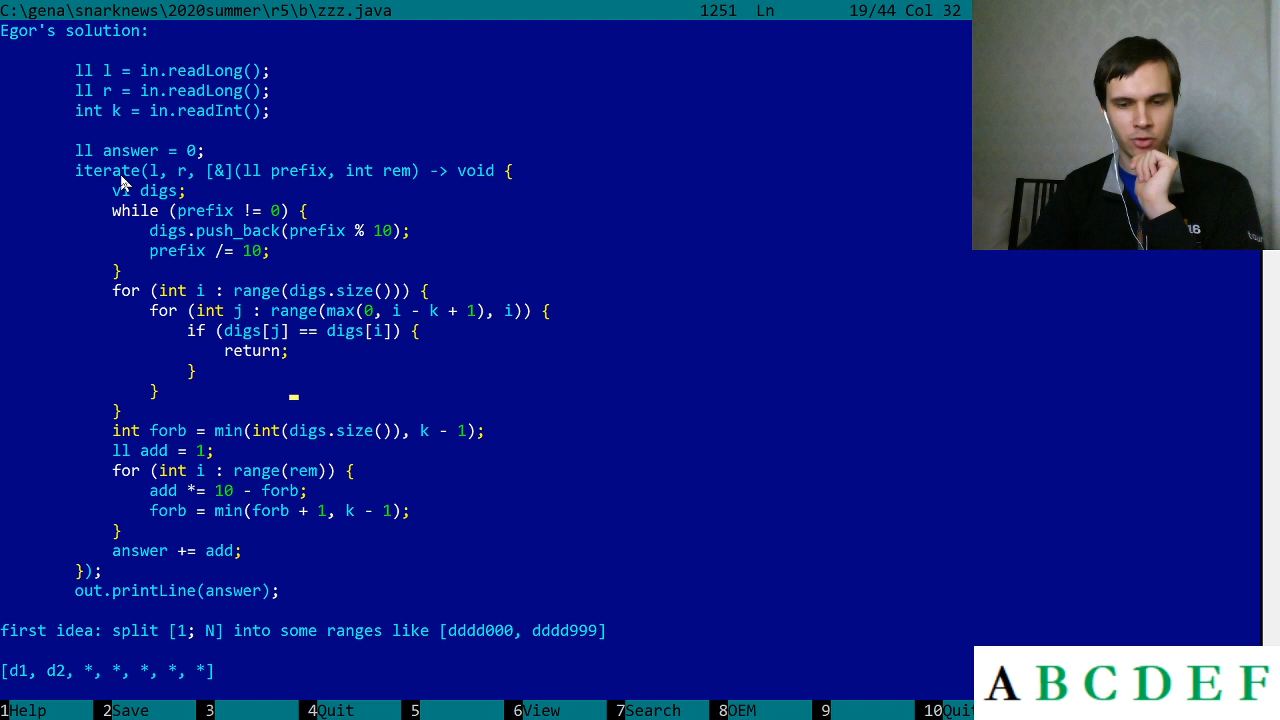 C:\gena\snarknews\2020summer\r5\b\zzz.java 1251 Ln 19/44 Col 32
Egor's solution:
ll l = in.readLong();
ll r = in.readLong();
int k = in.readInt();
ll answer = 0;
iterate(l, r, [&](ll prefix, int rem) -> void {
vi digs;
while (prefix != 0) {
digs.push_back(prefix % 10);
prefix /= 10;
}
for (int i : range(digs.size())) {
for (int j : range(max(0, i - k + 1), i)) {
if (digs[j] == digs[i]) {
return;
}
}
}
int forb = min(int(digs.size()), k - 1);
ll add = 1;
for (int i : range(rem)) {
add *= 10 - forb;
forb = min(forb + 1, k - 1);
}
answer += add;
});
out.printLine(answer);
first idea: split [1; N] into some ranges like [dddd000, dddd999]
[d1, d2, *, *, *, *, *]
1Help 2Save 3 4Quit 5 6View 7Search 8OEM 9 10Qui
A B C D E F